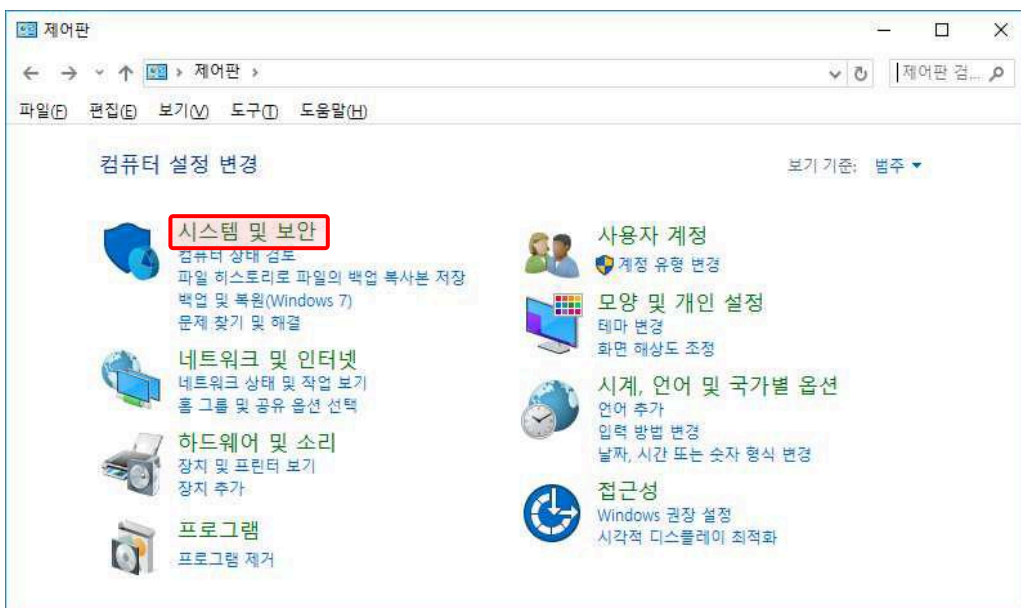 제어판
제어판
제어판 검...
파일(F) 편집(E) 보기(V) 도구(T) 도움말(H)
컴퓨터 설정 변경
보기 기준: 범주
시스템 및 보안
컴퓨터 상태 검토
파일 히스토리로 파일의 백업 복사본 저장
백업 및 복원(Windows 7)
문제 찾기 및 해결
네트워크 및 인터넷
네트워크 상태 및 작업 보기
홈 그룹 및 공유 옵션 선택
하드웨어 및 소리
장치 및 프린터 보기
장치 추가
프로그램
프로그램 제거
사용자 계정
계정 유형 변경
모양 및 개인 설정
테마 변경
화면 해상도 조정
시계, 언어 및 국가별 옵션
언어 추가
입력 방법 변경
날짜, 시간 또는 숫자 형식 변경
접근성
Windows 권장 설정
시각적 디스플레이 최적화